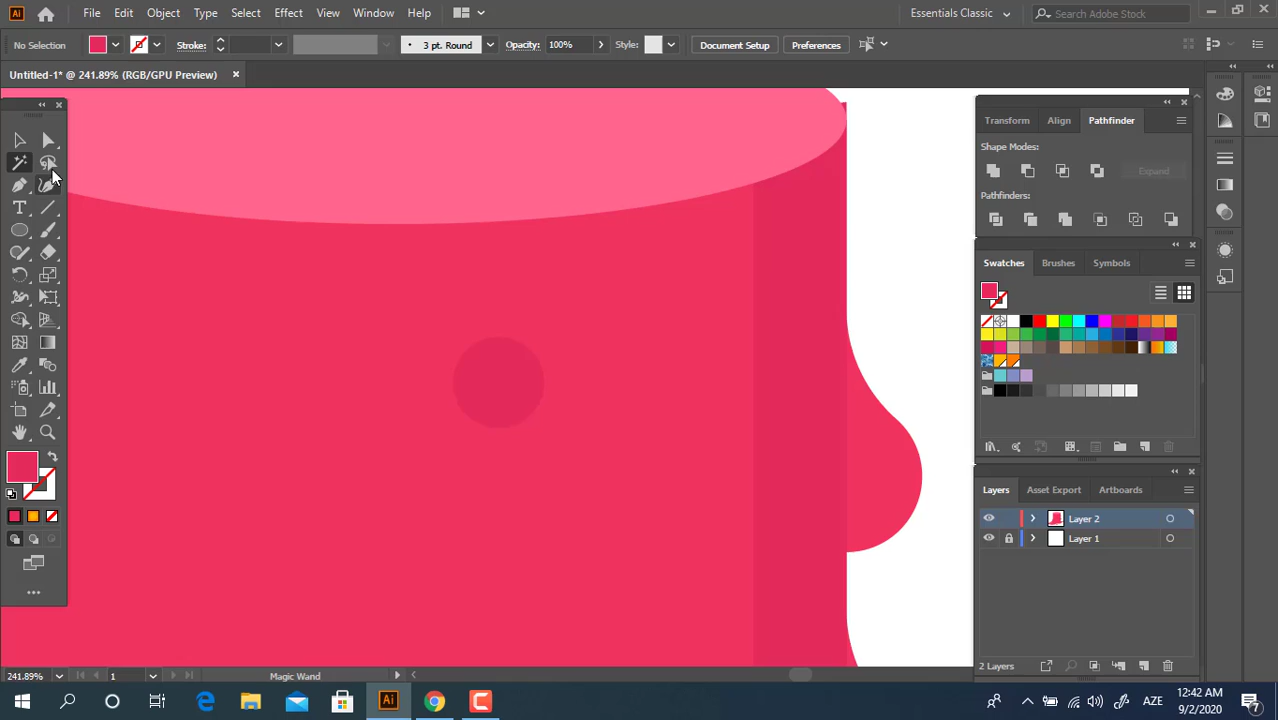 Ai File Edit Object Type Select Effect View Window Help Essentials Classic Search Adobe Stock
No Selection Stroke: 3 pt. Round Opacity: 100% Style: Document Setup Preferences
Untitled-1* @ 241.89% (RGB/GPU Preview)
Transform Align Pathfinder
Shape Modes:
Expand
Pathfinders:
Swatches Brushes Symbols
Layers Asset Export Artboards
Layer 2
Layer 1
2 Layers
241.89% 1 Magic Wand
Ai AZE 12:42 AM
9/2/2020 7